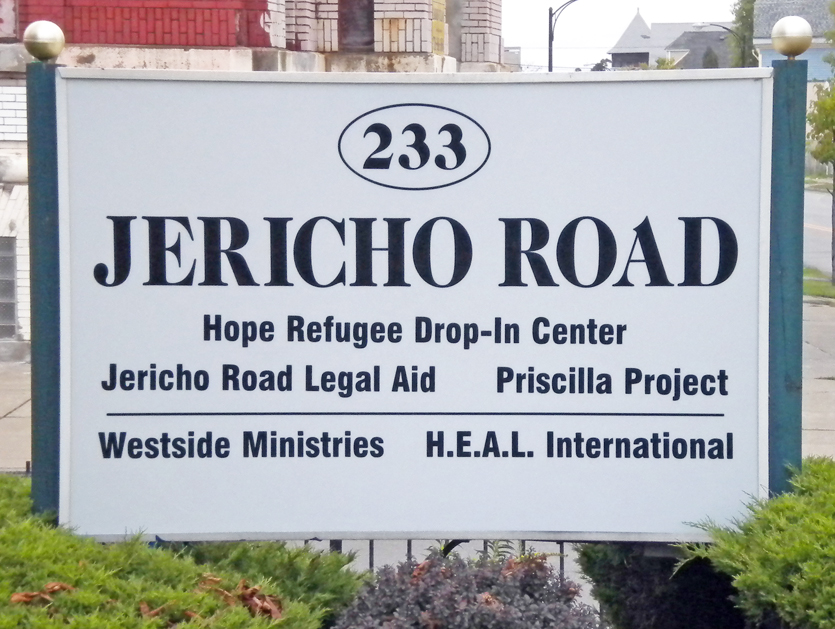 233
JERICHO ROAD
Hope Refugee Drop-In Center
Jericho Road Legal Aid Priscilla Project
Westside Ministries H.E.A.L. International